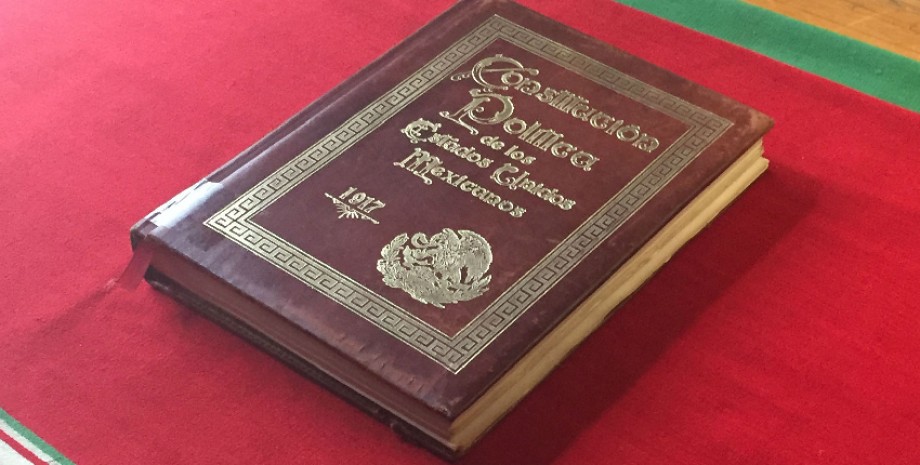 Constitución
Política
de los
Estados Unidos
Mexicanos
1917